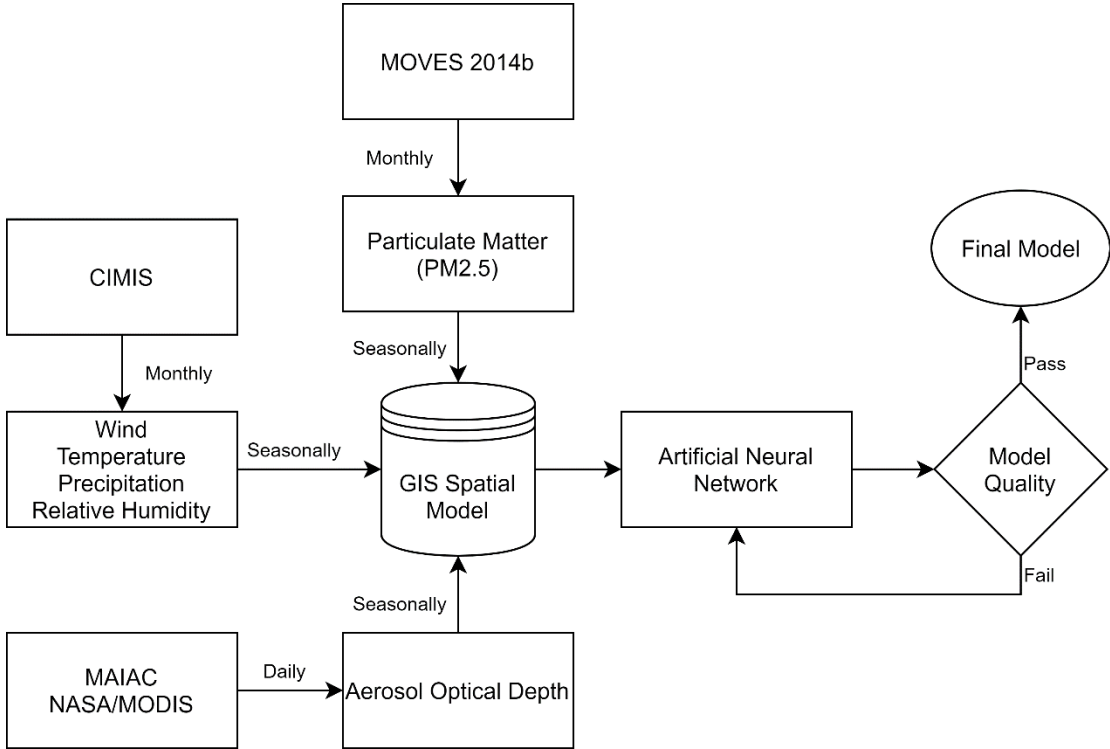 MOVES 2014b
Monthly
Particulate Matter
(PM2.5)
Seasonally
CIMIS
Monthly
Wind
Temperature
Precipitation
Relative Humidity
Seasonally
GIS Spatial
Model
Artificial Neural
Network
Model
Quality
Pass
Final Model
Fail
Seasonally
MAIAC
NASA/MODIS
Daily
Aerosol Optical Depth